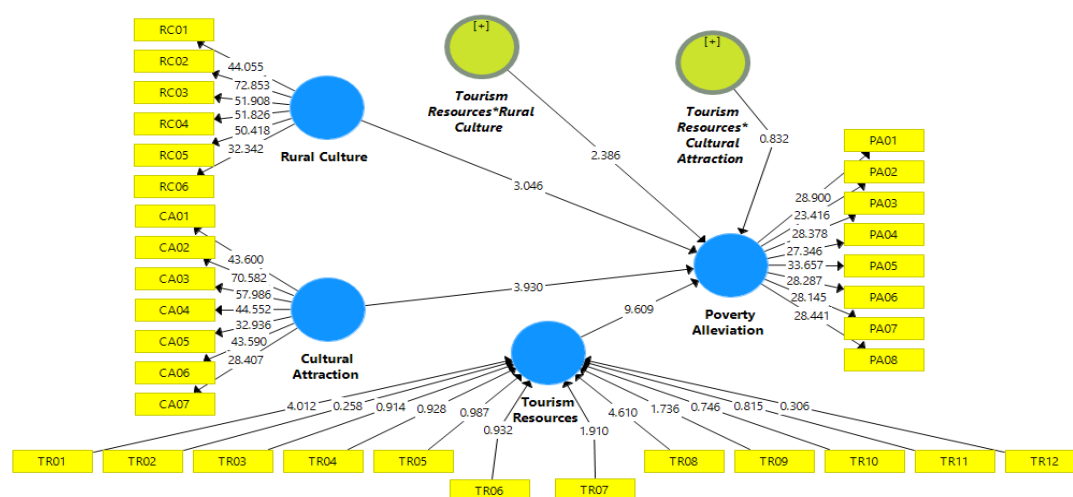 RC01
RC02
RC03
RC04
RC05
RC06
44.055
72.853
51.908
51.826
50.418
32.342
Rural Culture
[+]
Tourism
Resources*Rural
Culture
2.386
[+]
Tourism
Resources*
Cultural
Attraction
0.832
3.046
CA01
CA02
CA03
CA04
CA05
CA06
CA07
43.600
70.582
57.986
44.552
32.936
43.590
28.407
Cultural
Attraction
3.930
9.609
Poverty
Alleviation
28.900
23.416
28.378
27.346
33.657
28.287
28.145
28.441
PA01
PA02
PA03
PA04
PA05
PA06
PA07
PA08
Tourism
Resources
4.012
0.258
0.914
0.928
0.987
0.932
1.910
4.610
1.736
0.746
0.815
0.306
TR01
TR02
TR03
TR04
TR05
TR06
TR07
TR08
TR09
TR10
TR11
TR12